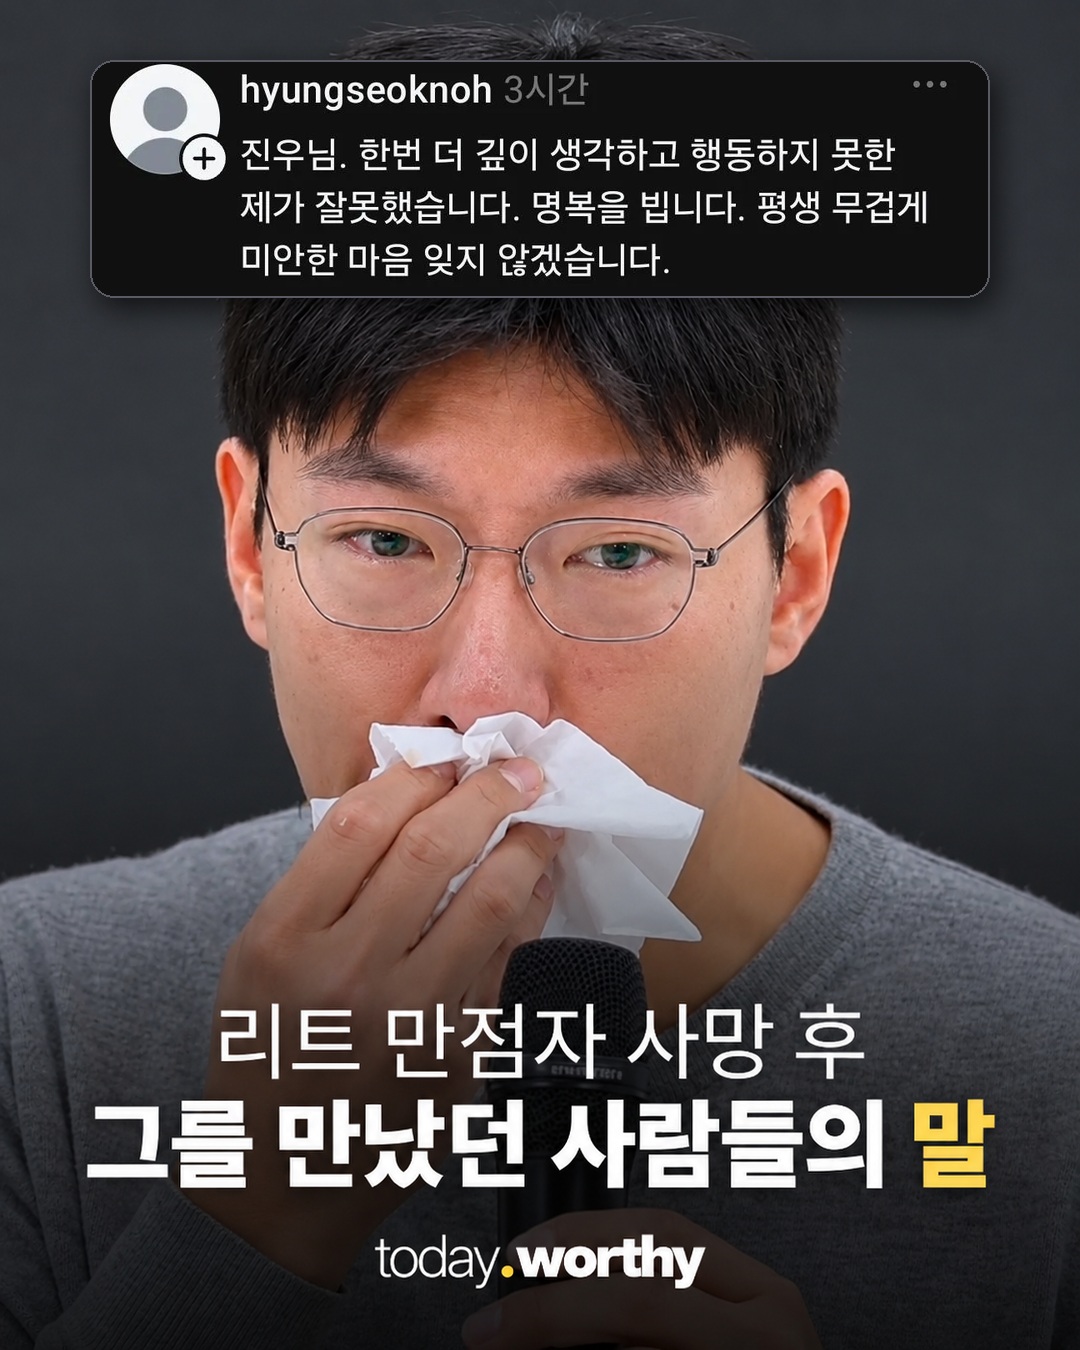 hyungseoknoh 3시간
진우님. 한번 더 깊이 생각하고 행동하지 못한
제가 잘못했습니다. 명복을 빕니다. 평생 무겁게
미안한 마음 잊지 않겠습니다.
리트 만점자 사망 후
그를 만났던 사람들의 말
today.worthy